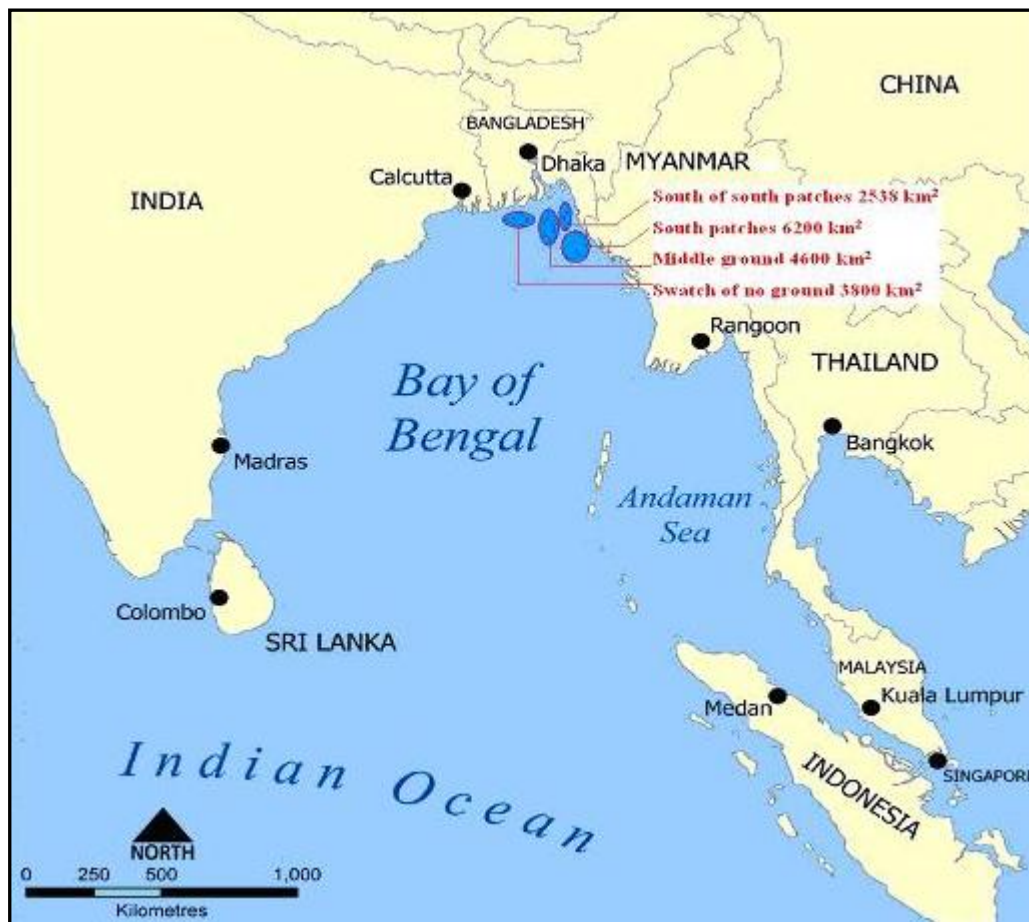 CHINA
BANGLADESH
Dhaka
MYANMAR
Calcutta
INDIA
South of south patches 2538 km²
South patches 6200 km²
Middle ground 4600 km²
Swatch of no ground 3800 km²
Rangoon
THAILAND
Bay of
Bengal
Bangkok
Madras
Andaman
Sea
Colombo
SRI LANKA
MALAYSIA
Kuala Lumpur
Medan
SINGAPORE
INDONESIA
Indian Ocean
NORTH
0 250 500 1,000
Kilometres